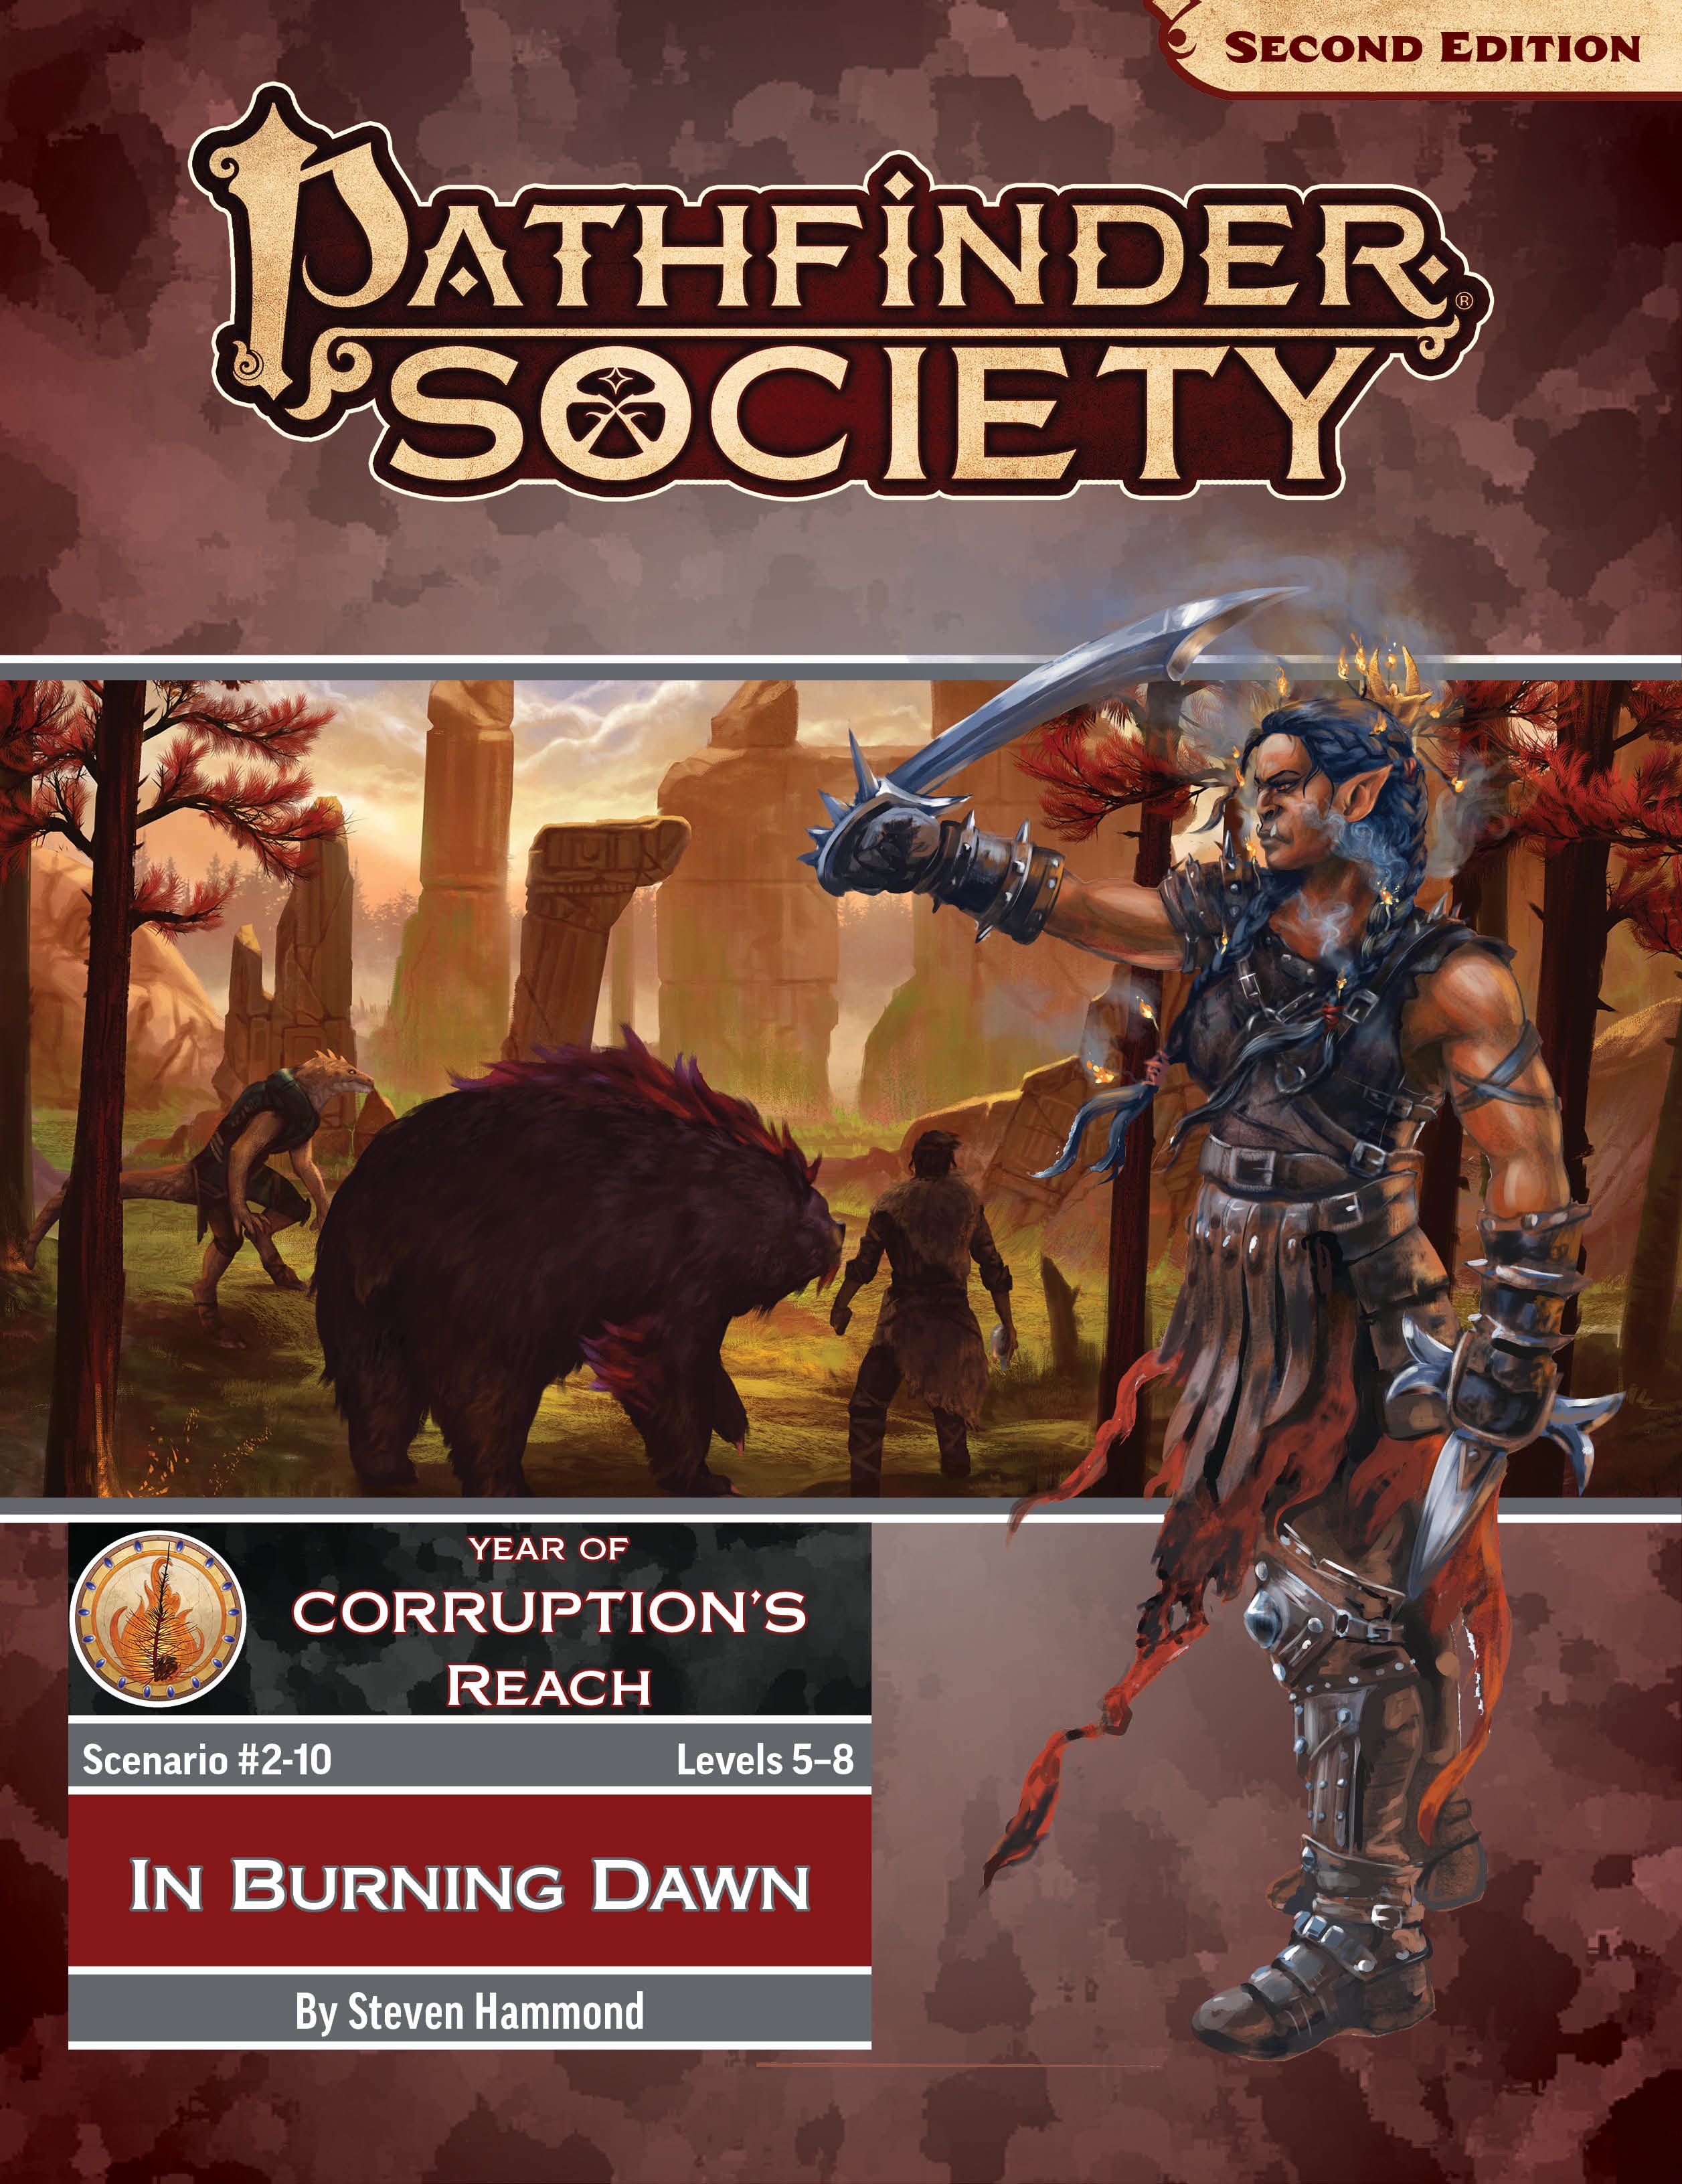 Second Edition
Pathfinder®
Society
Year of
Corruption's
Reach
Scenario #2-10 Levels 5–8
In Burning Dawn
By Steven Hammond